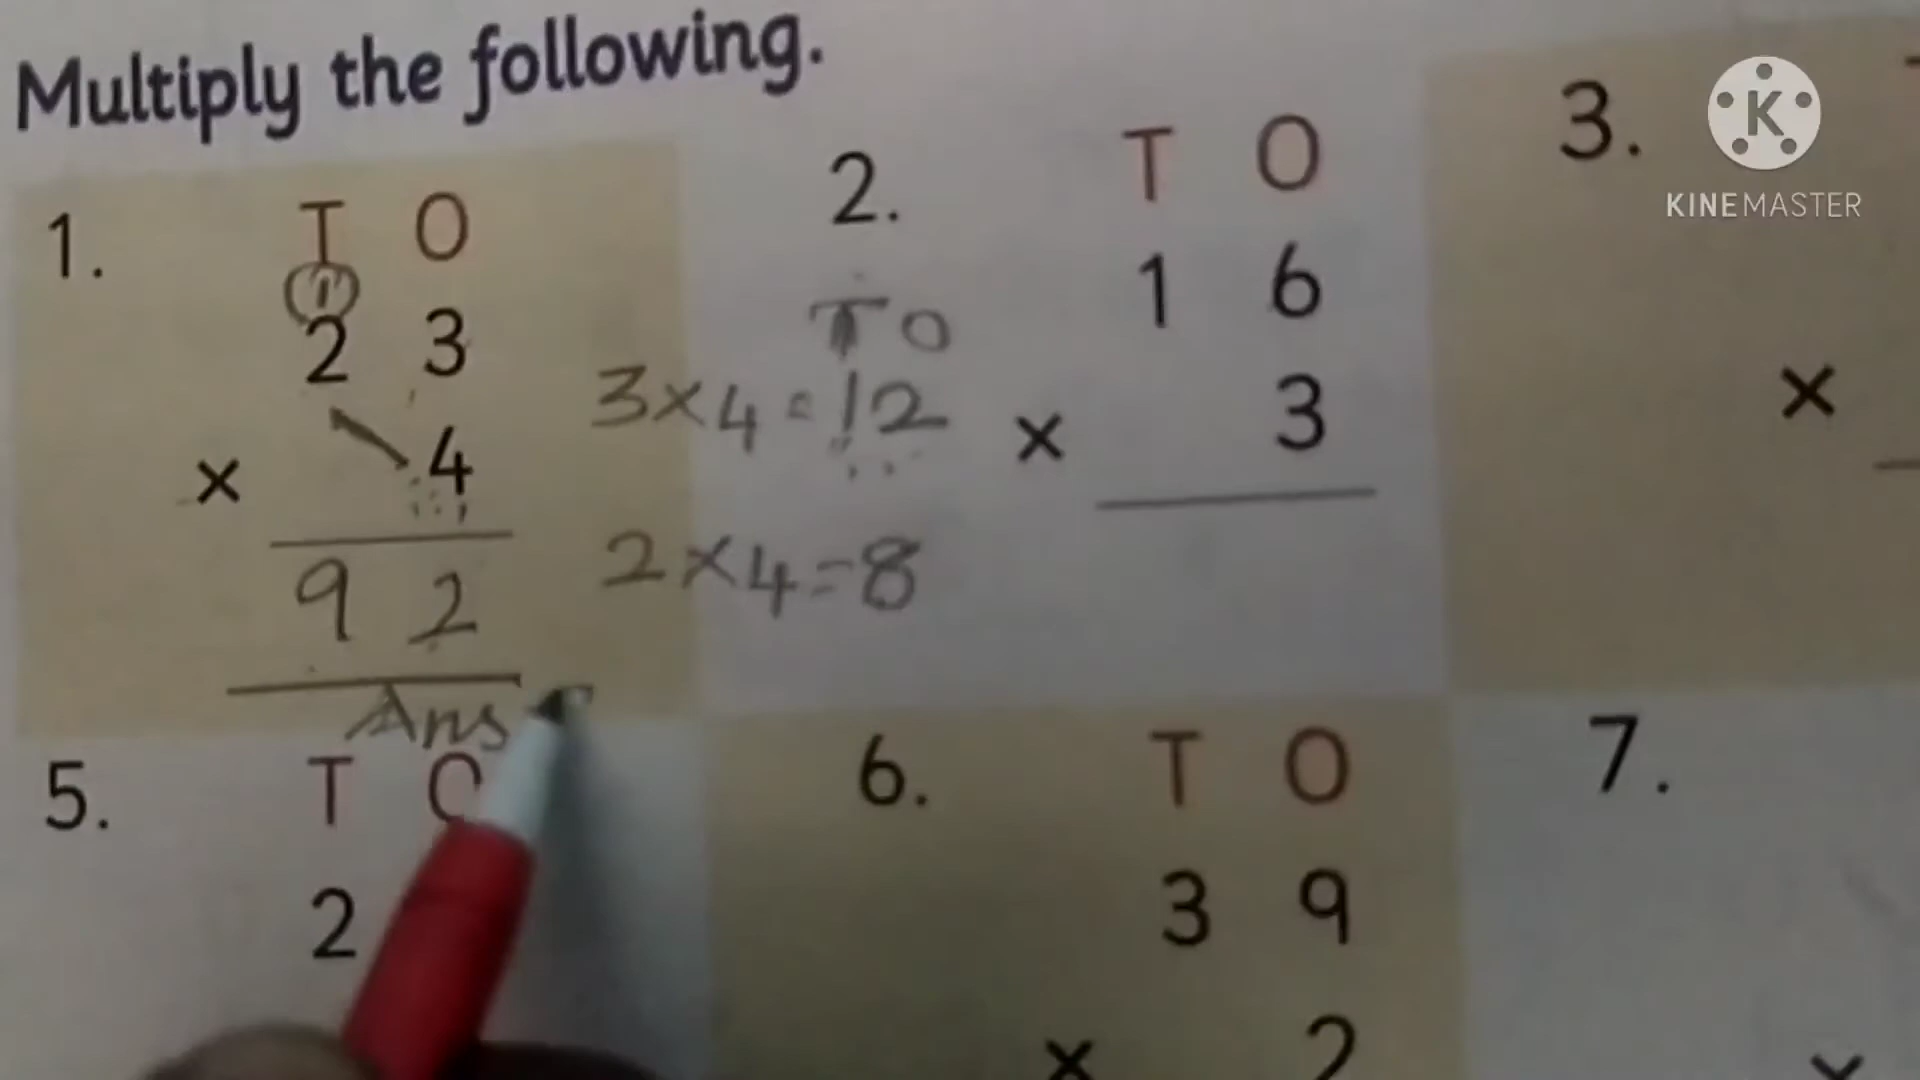 Multiply the following.
1.
T O
1
2 3
× 4
9 2
Ans
3×4=12
2×4=8
T O
2.
T O
1 6
× 3
3.
×
K
KINEMASTER
5.
T O
2
6.
T O
3 9
× 2
7.
×